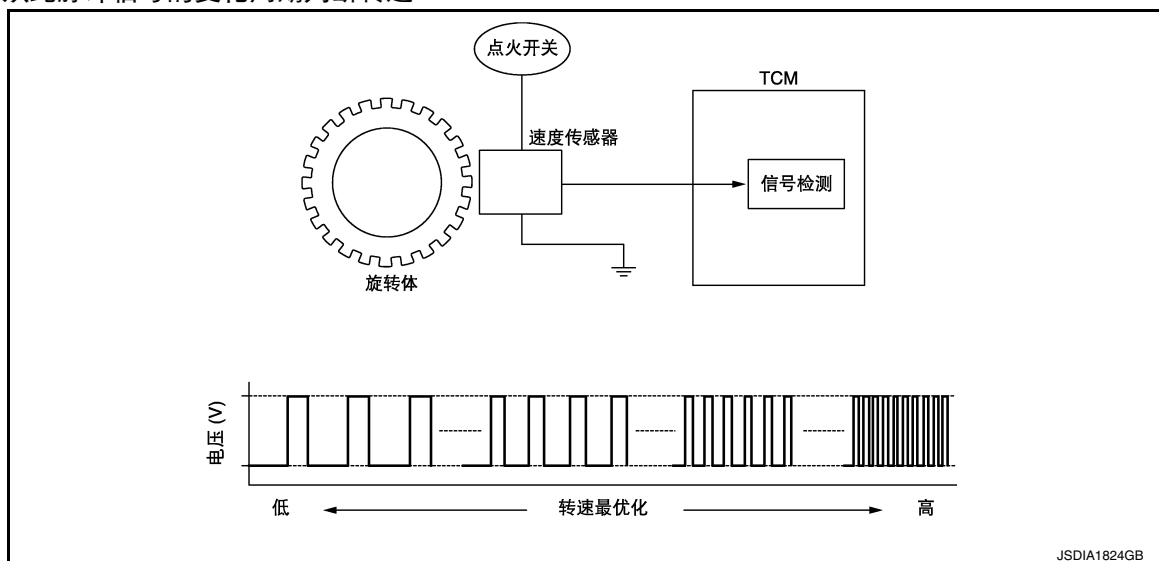 点火开关
TCM
速度传感器
信号检测
旋转体
电压 (V)
低
转速最优化
高
JSDIA1824GB